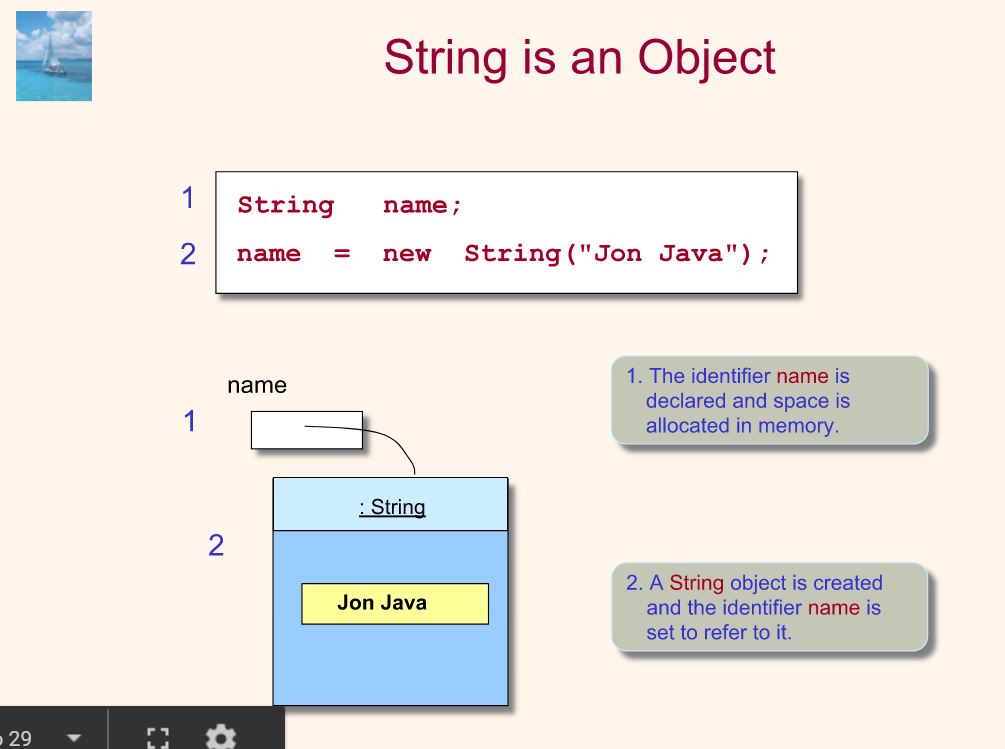 String is an Object
1
String name;
2
name = new String("Jon Java");
name
1
: String
2
Jon Java
1. The identifier name is
declared and space is
allocated in memory.
2. A String object is created
and the identifier name is
set to refer to it.
29